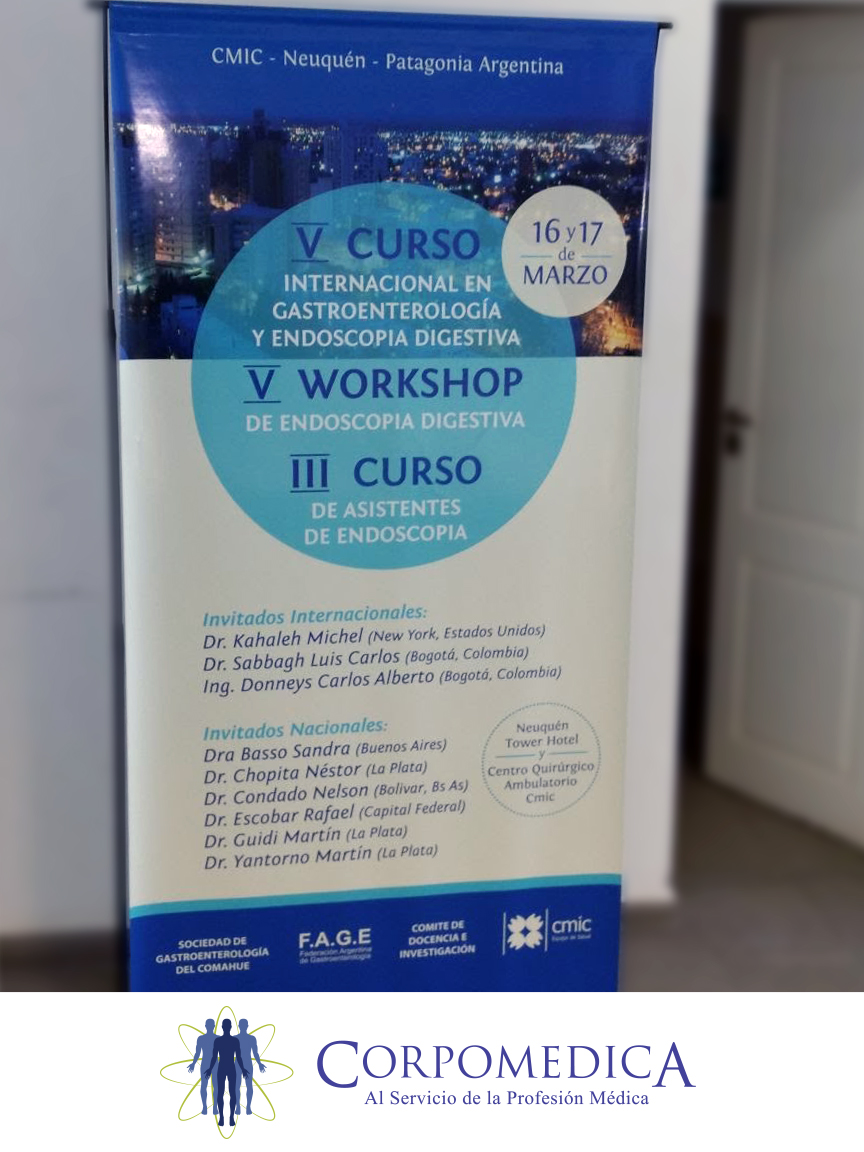 CMIC - Neuquén - Patagonia Argentina
V CURSO
INTERNACIONAL EN
GASTROENTEROLOGÍA
Y ENDOSCOPIA DIGESTIVA
16 y 17
de
MARZO
V WORKSHOP
DE ENDOSCOPIA DIGESTIVA
III CURSO
DE ASISTENTES
DE ENDOSCOPIA
Invitados Internacionales:
Dr. Kahaleh Michel (New York, Estados Unidos)
Dr. Sabbagh Luis Carlos (Bogotá, Colombia)
Ing. Donneys Carlos Alberto (Bogotá, Colombia)
Invitados Nacionales:
Dra Basso Sandra (Buenos Aires)
Dr. Chopita Néstor (La Plata)
Dr. Condado Nelson (Bolivar, Bs As)
Dr. Escobar Rafael (Capital Federal)
Dr. Guidi Martín (La Plata)
Dr. Yantorno Martín (La Plata)
Neuquén
Tower Hotel
y
Centro Quirúrgico
Ambulatorio
Cmic
SOCIEDAD DE
GASTROENTEROLOGÍA
DEL COMAHUE
F.A.G.E
Federación Argentina
de Gastroenterología
COMITE DE
DOCENCIA E
INVESTIGACIÓN
cmic
Equipo de Salud
CORPOMEDICA
Al Servicio de la Profesión Médica